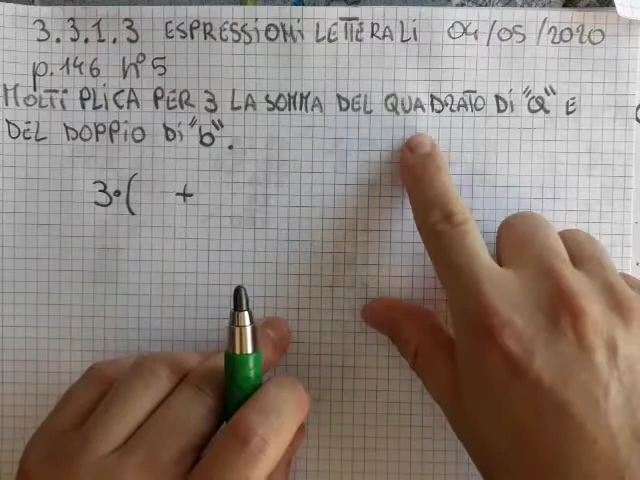 3.3.1.3 ESPRESSIONI LETTERALI 04/05/2020
p.146 n°5
MOLTIPLICA PER 3 LA SOMMA DEL QUADRATO DI "a" E
DEL DOPPIO DI "b".
3•( +